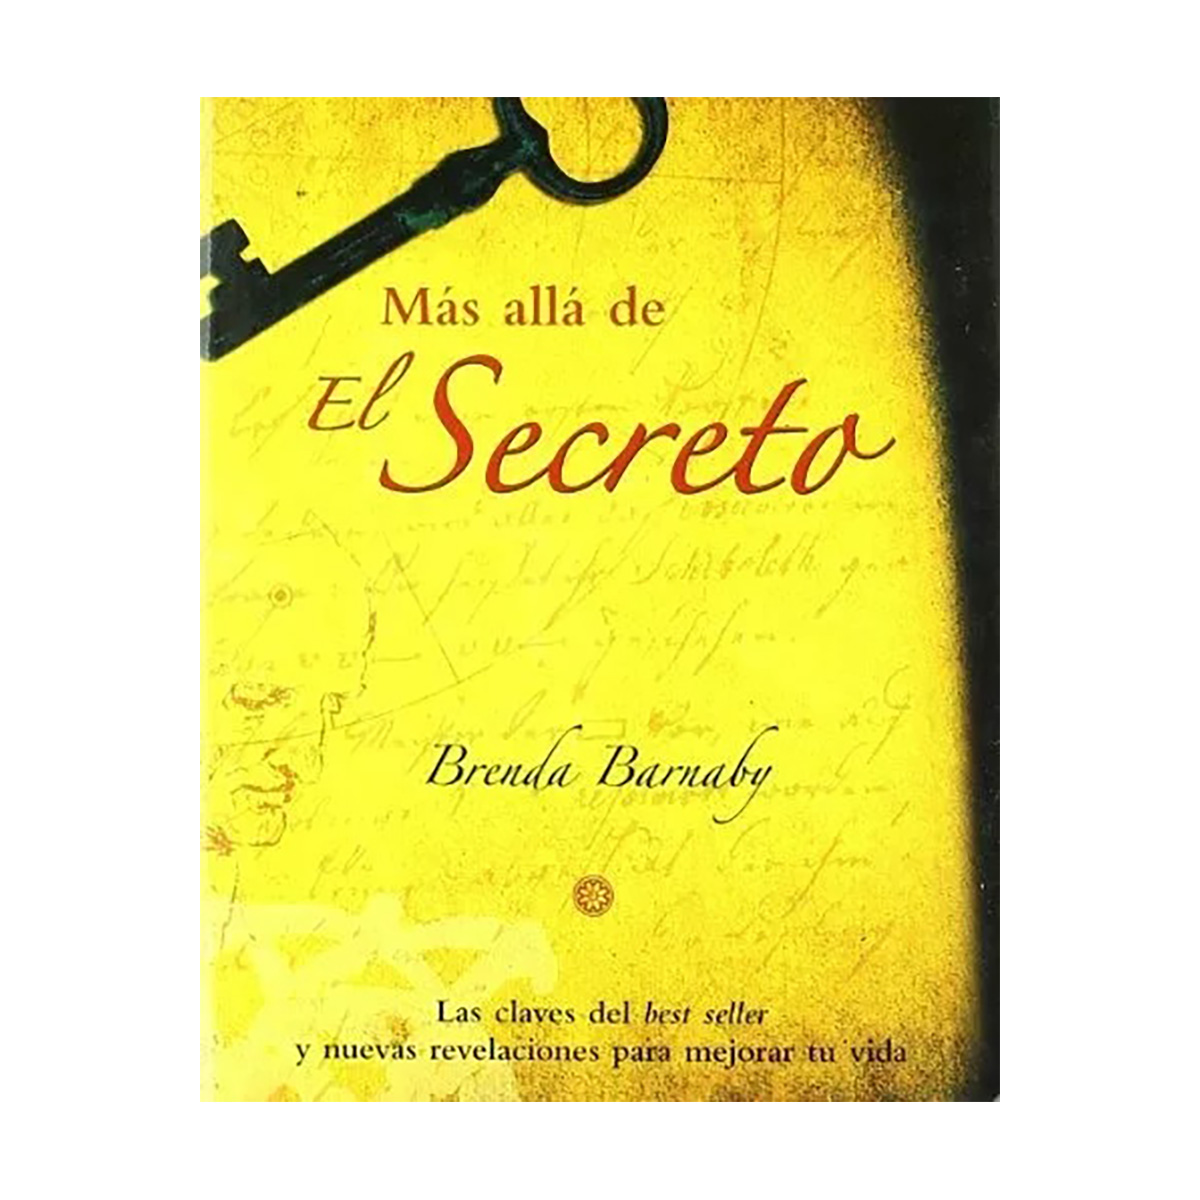 Más allá de
El Secreto
Brenda Barnaby
Las claves del best seller
y nuevas revelaciones para mejorar tu vida